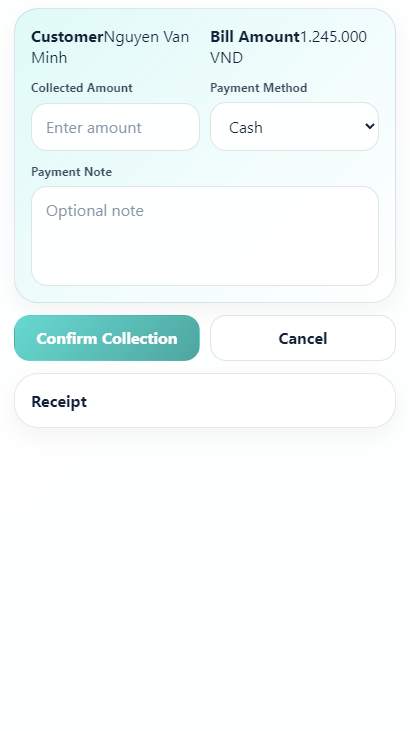 CustomerNguyen Van
Minh
Bill Amount1.245.000
VND
Collected Amount
Payment Method
Enter amount
Cash
Payment Note
Optional note
Confirm Collection
Cancel
Receipt